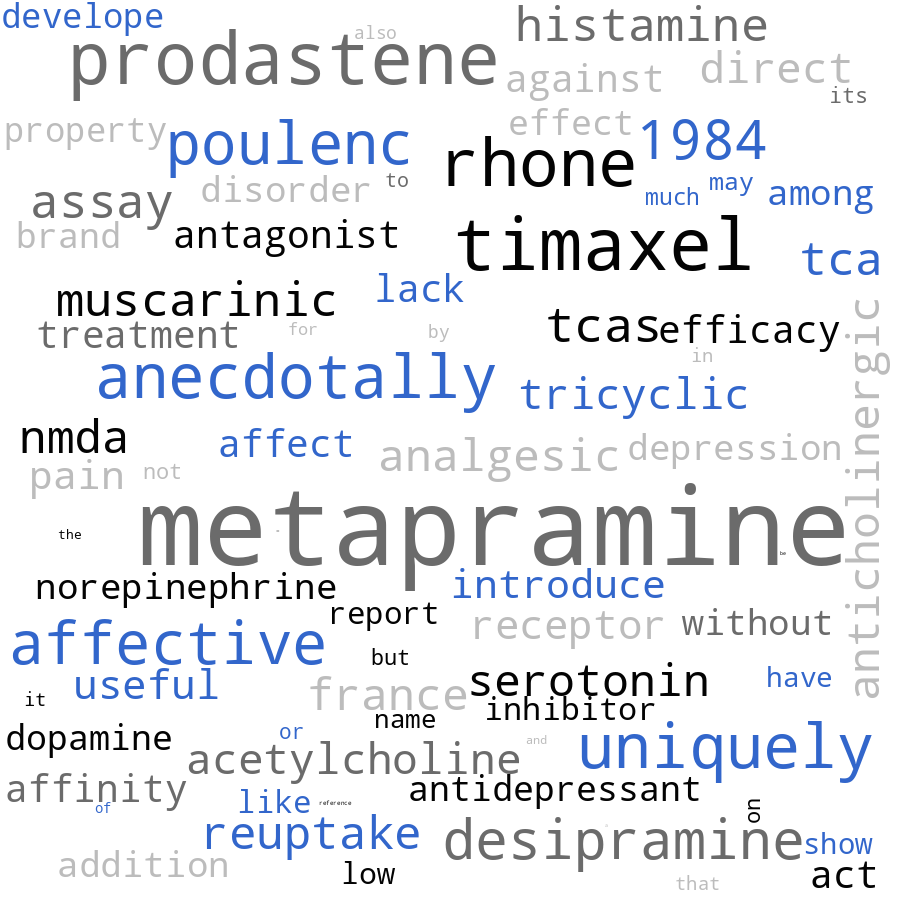 develope
histamine
also
prodastene
against
direct
its
property
poulenc
effect
1984
rhone
to
disorder
much
may
among
assay
brand
antagonist
timaxel
tca
muscarinic
lack
anticholinergic
treatment
for
by
tcas
efficacy
in
anecdotally
tricyclic
nmda
affect
analgesic
depression
pain
not
metapramine
the
be
norepinephrine
introduce
report
receptor
without
affective
but
useful
it
france
serotonin
have
name
inhibitor
dopamine
or
and
uniquely
acetylcholine
affinity
of
like
reference
antidepressant
on
reuptake
desipramine
show
addition
low
that
act